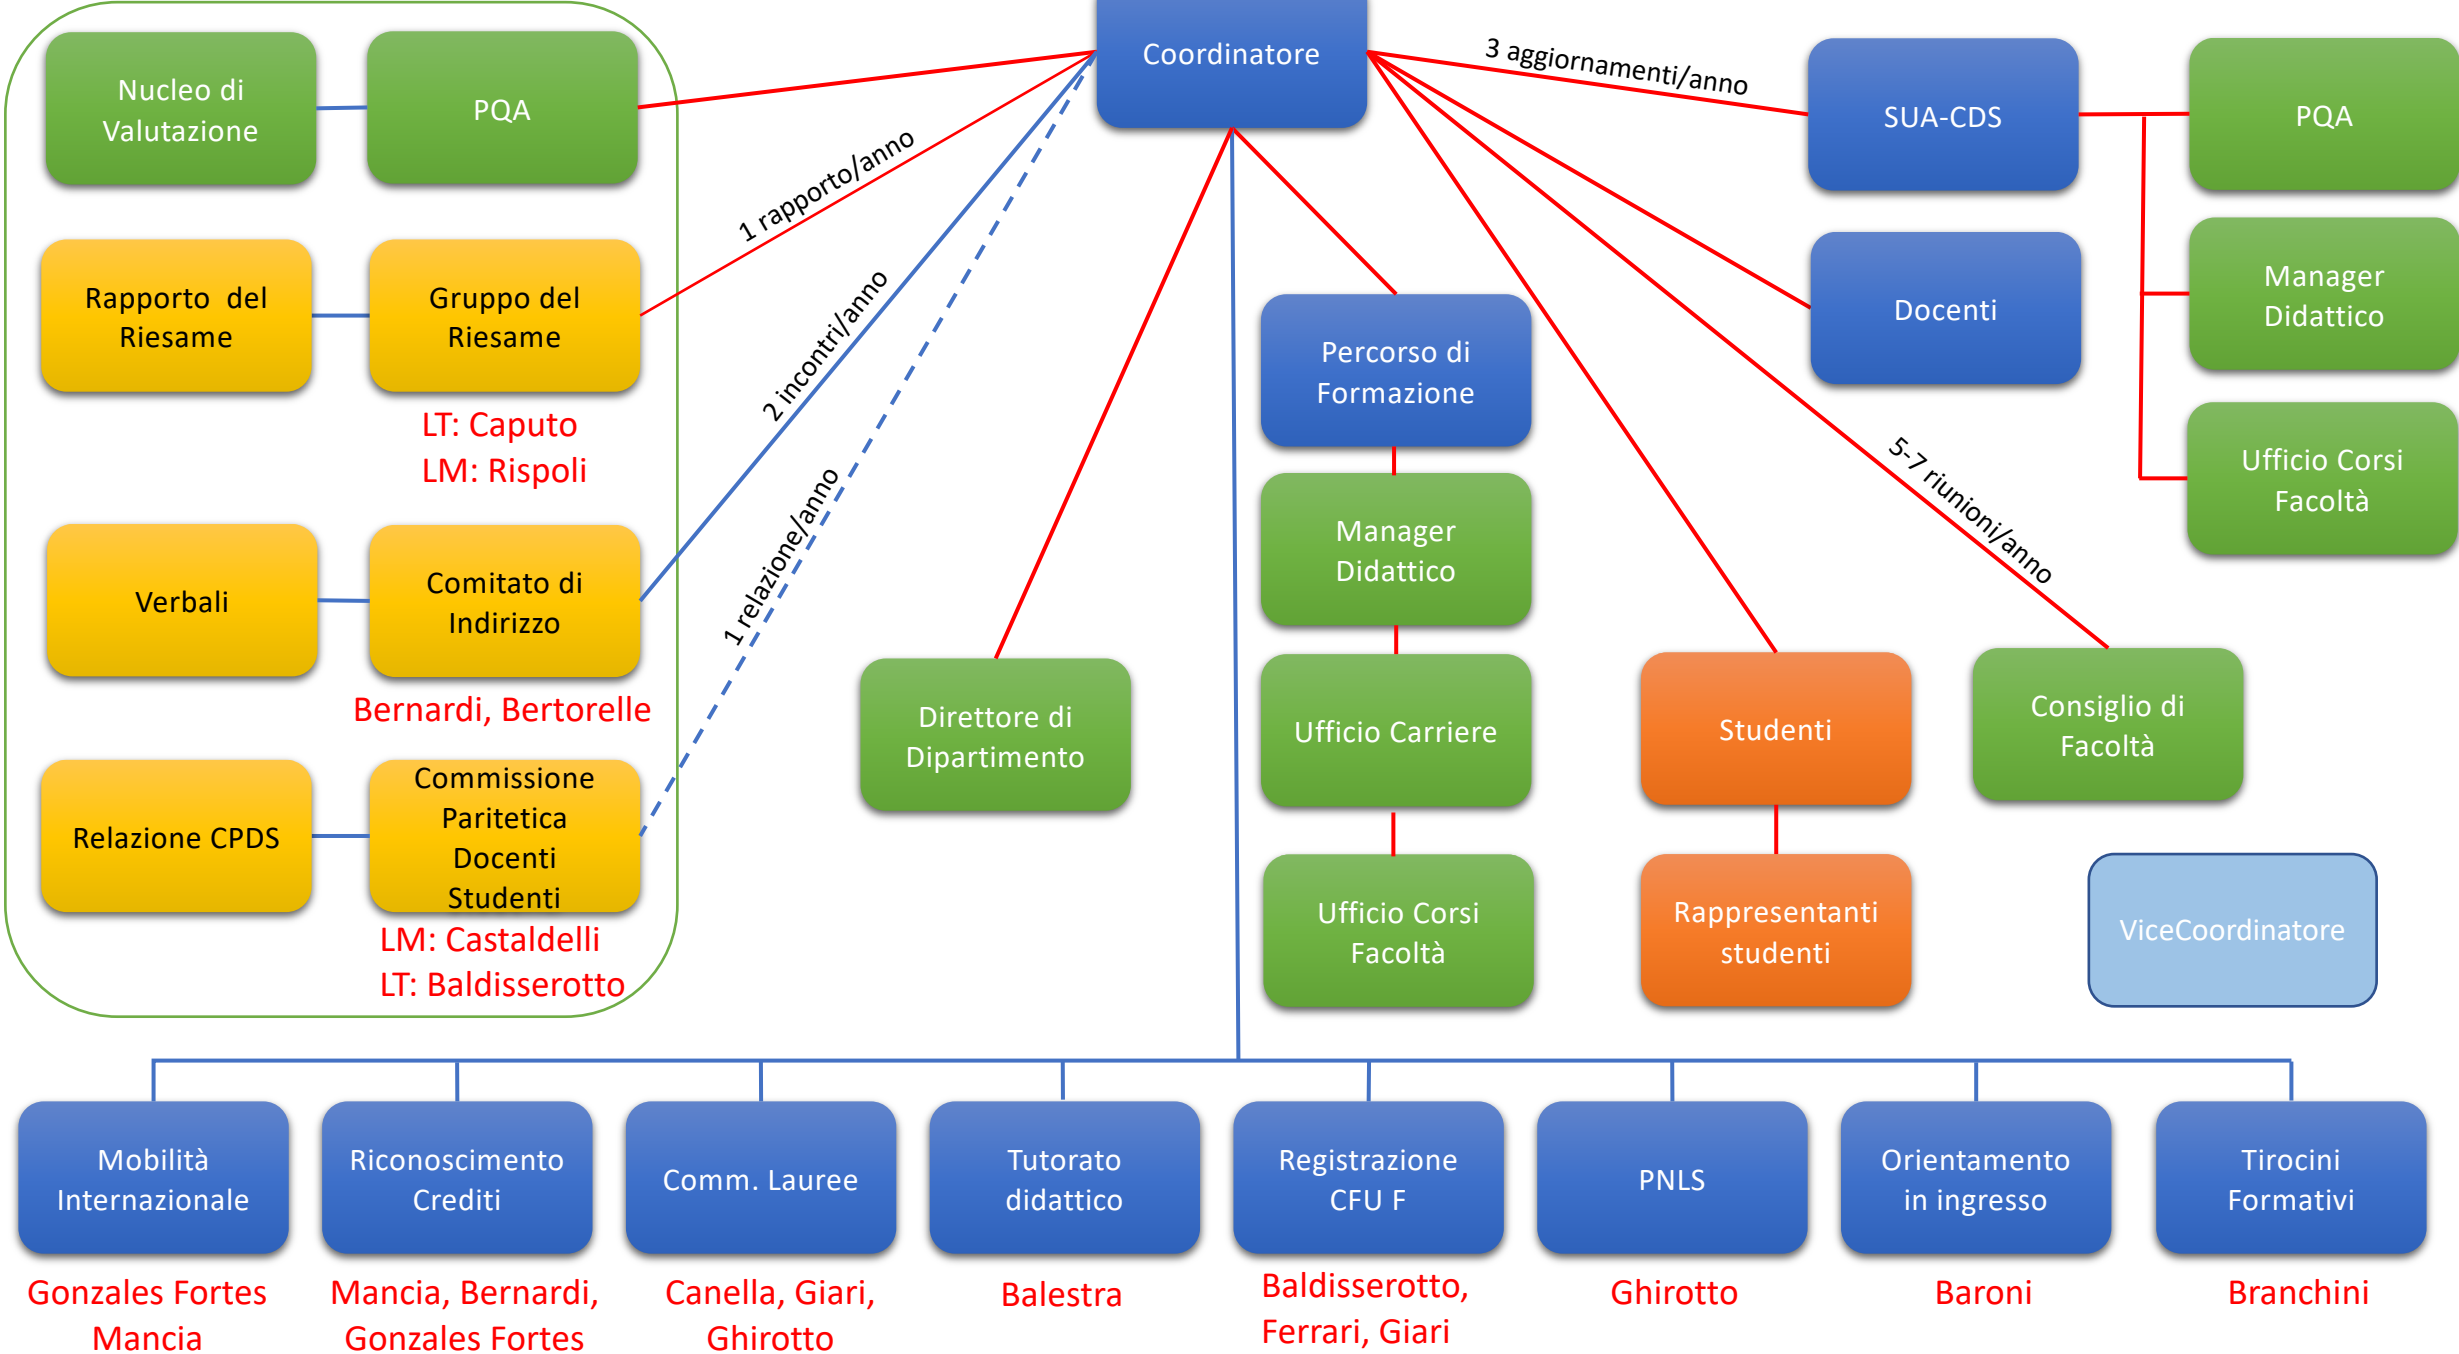 Coordinatore
Nucleo di
Valutazione
PQA
3 aggiornamenti/anno
SUA-CDS
PQA
1 rapporto/anno
Rapporto del
Riesame
Gruppo del
Riesame
LT: Caputo
LM: Rispoli
2 incontri/anno
Percorso di
Formazione
Docenti
Manager
Didattico
Ufficio Corsi
Facoltà
5-7 riunioni/anno
Verbali
Comitato di
Indirizzo
Bernardi, Bertorelle
1 relazione/anno
Manager
Didattico
Direttore di
Dipartimento
Ufficio Carriere
Studenti
Consiglio di
Facoltà
Relazione CPDS
Commissione
Paritetica
Docenti
Studenti
LM: Castaldelli
LT: Baldisserotto
Ufficio Corsi
Facoltà
Rappresentanti
studenti
ViceCoordinatore
Mobilità
Internazionale
Riconoscimento
Crediti
Comm. Lauree
Tutorato
didattico
Registrazione
CFU F
PNLS
Orientamento
in ingresso
Tirocini
Formativi
Gonzales Fortes
Mancia
Mancia, Bernardi,
Gonzales Fortes
Canella, Giari,
Ghirotto
Balestra
Baldisserotto,
Ferrari, Giari
Ghirotto
Baroni
Branchini